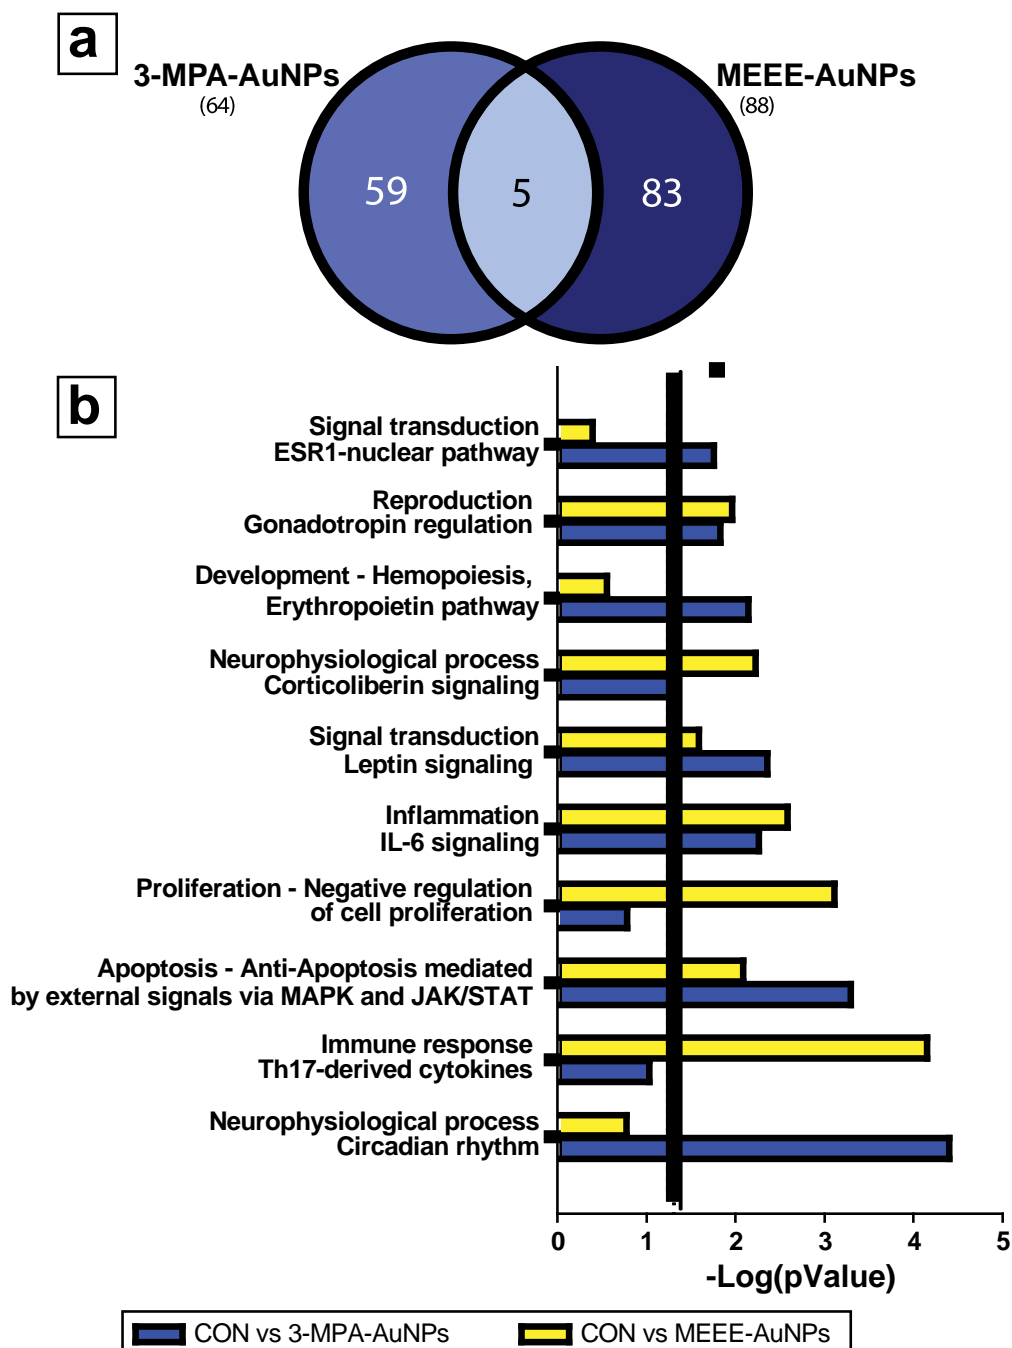 a
3-MPA-AuNPs
(64)
MEEE-AuNPs
(88)
59
5
83
b
Signal transduction
ESR1-nuclear pathway
Reproduction
Gonadotropin regulation
Development - Hemopoiesis,
Erythropoietin pathway
Neurophysiological process
Corticoliberin signaling
Signal transduction
Leptin signaling
Inflammation
IL-6 signaling
Proliferation - Negative regulation
of cell proliferation
Apoptosis - Anti-Apoptosis mediated
by external signals via MAPK and JAK/STAT
Immune response
Th17-derived cytokines
Neurophysiological process
Circadian rhythm
0 1 2 3 4 5
-Log(pValue)
CON vs 3-MPA-AuNPs CON vs MEEE-AuNPs